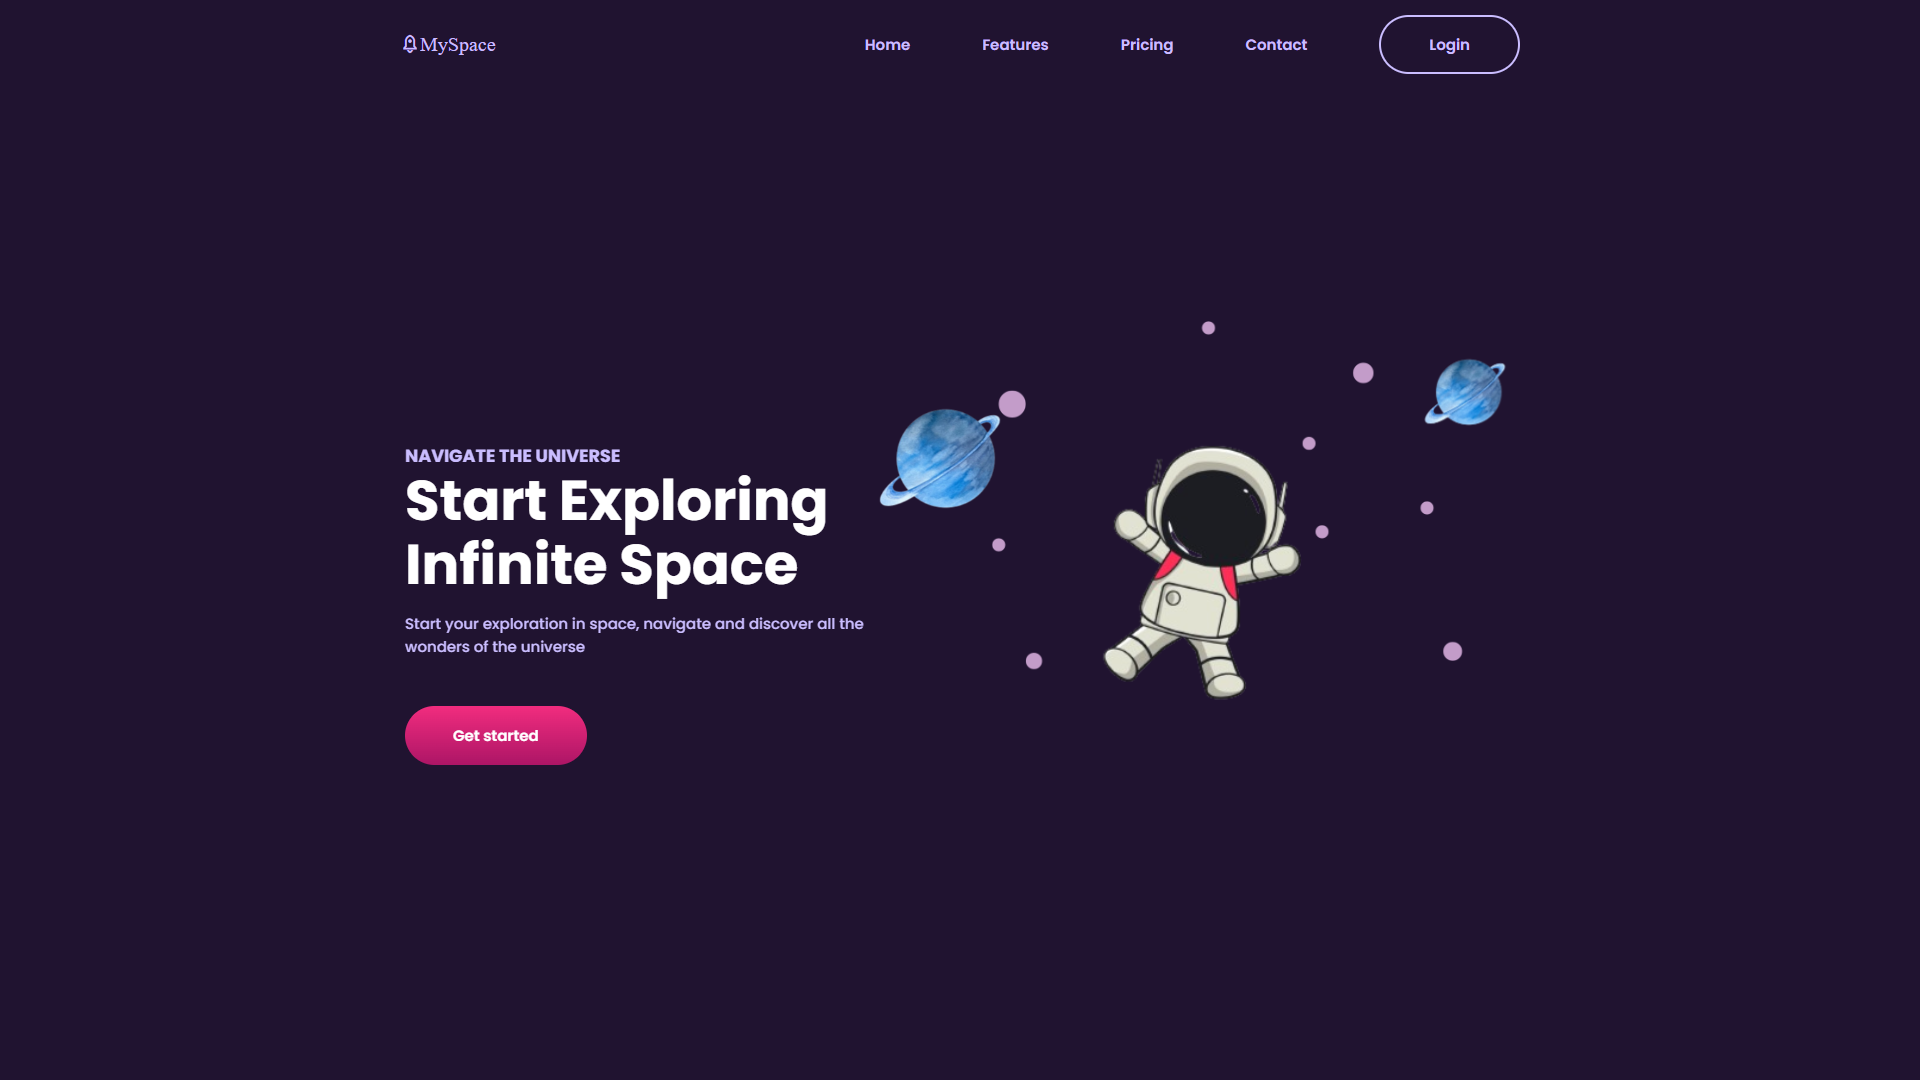 MySpace
Home
Features
Pricing
Contact
Login
NAVIGATE THE UNIVERSE
Start Exploring
Infinite Space
Start your exploration in space, navigate and discover all the
wonders of the universe
Get started